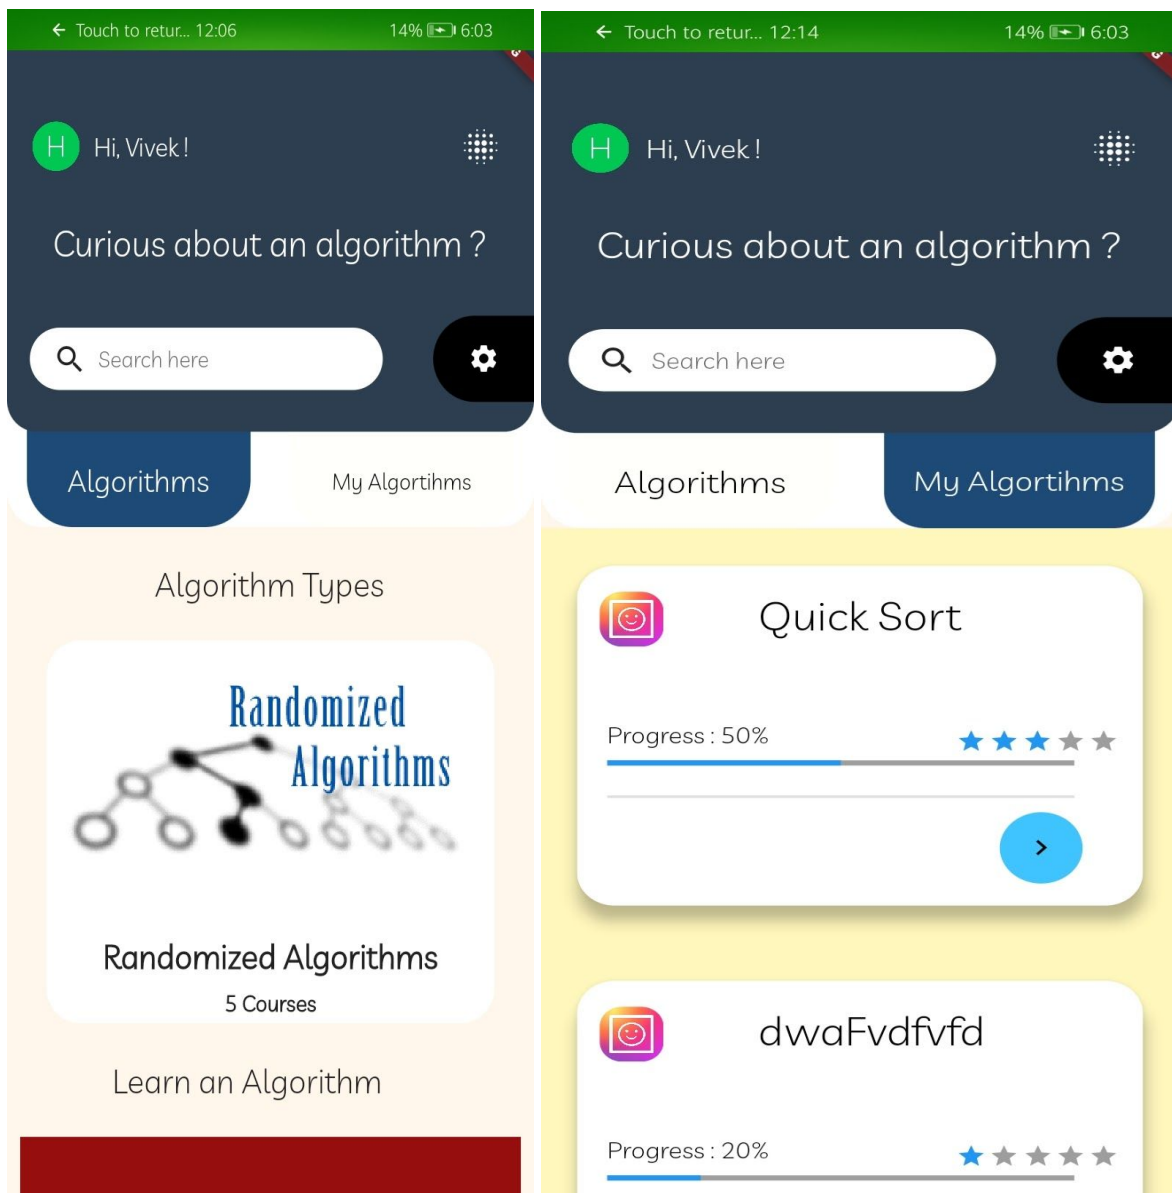 ← Touch to retur... 12:06 14% 6:03
H Hi, Vivek !
Curious about an algorithm ?
Search here
Algorithms My Algortihms
Algorithm Types
Randomized
Algorithms
Randomized Algorithms
5 Courses
Learn an Algorithm
← Touch to retur... 12:14 14% 6:03
H Hi, Vivek !
Curious about an algorithm ?
Search here
Algorithms My Algortihms
Quick Sort
Progress : 50%
dwaFvdfvfd
Progress : 20%